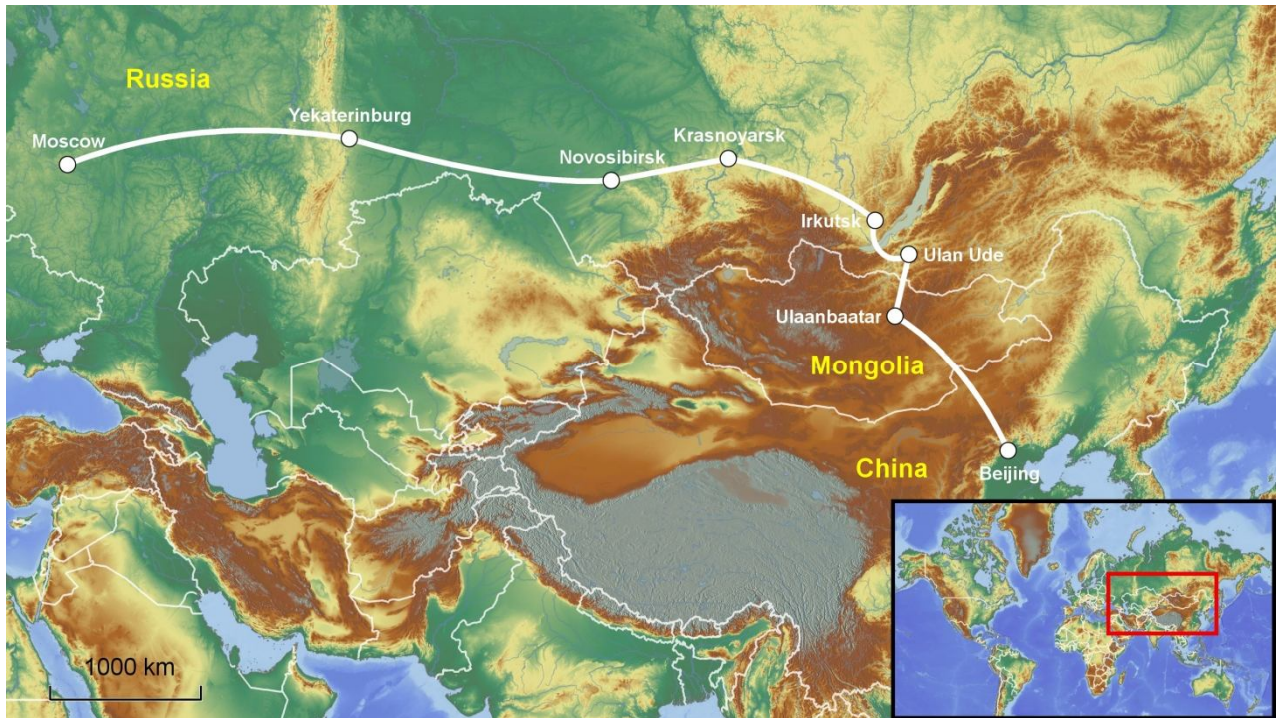 Russia
Yekaterinburg
Moscow
Krasnoyarsk
Novosibirsk
Irkutsk
Ulan Ude
Ulaanbaatar
Mongolia
China
Beijing
1000 km